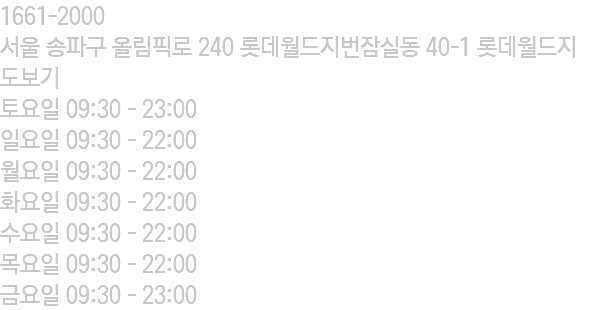 1661-2000
서울 송파구 올림픽로 240 롯데월드지번잠실동 40-1 롯데월드지
도보기
토요일 09:30 - 23:00
일요일 09:30 - 22:00
월요일 09:30 - 22:00
화요일 09:30 - 22:00
수요일 09:30 - 22:00
목요일 09:30 - 22:00
금요일 09:30 - 23:00